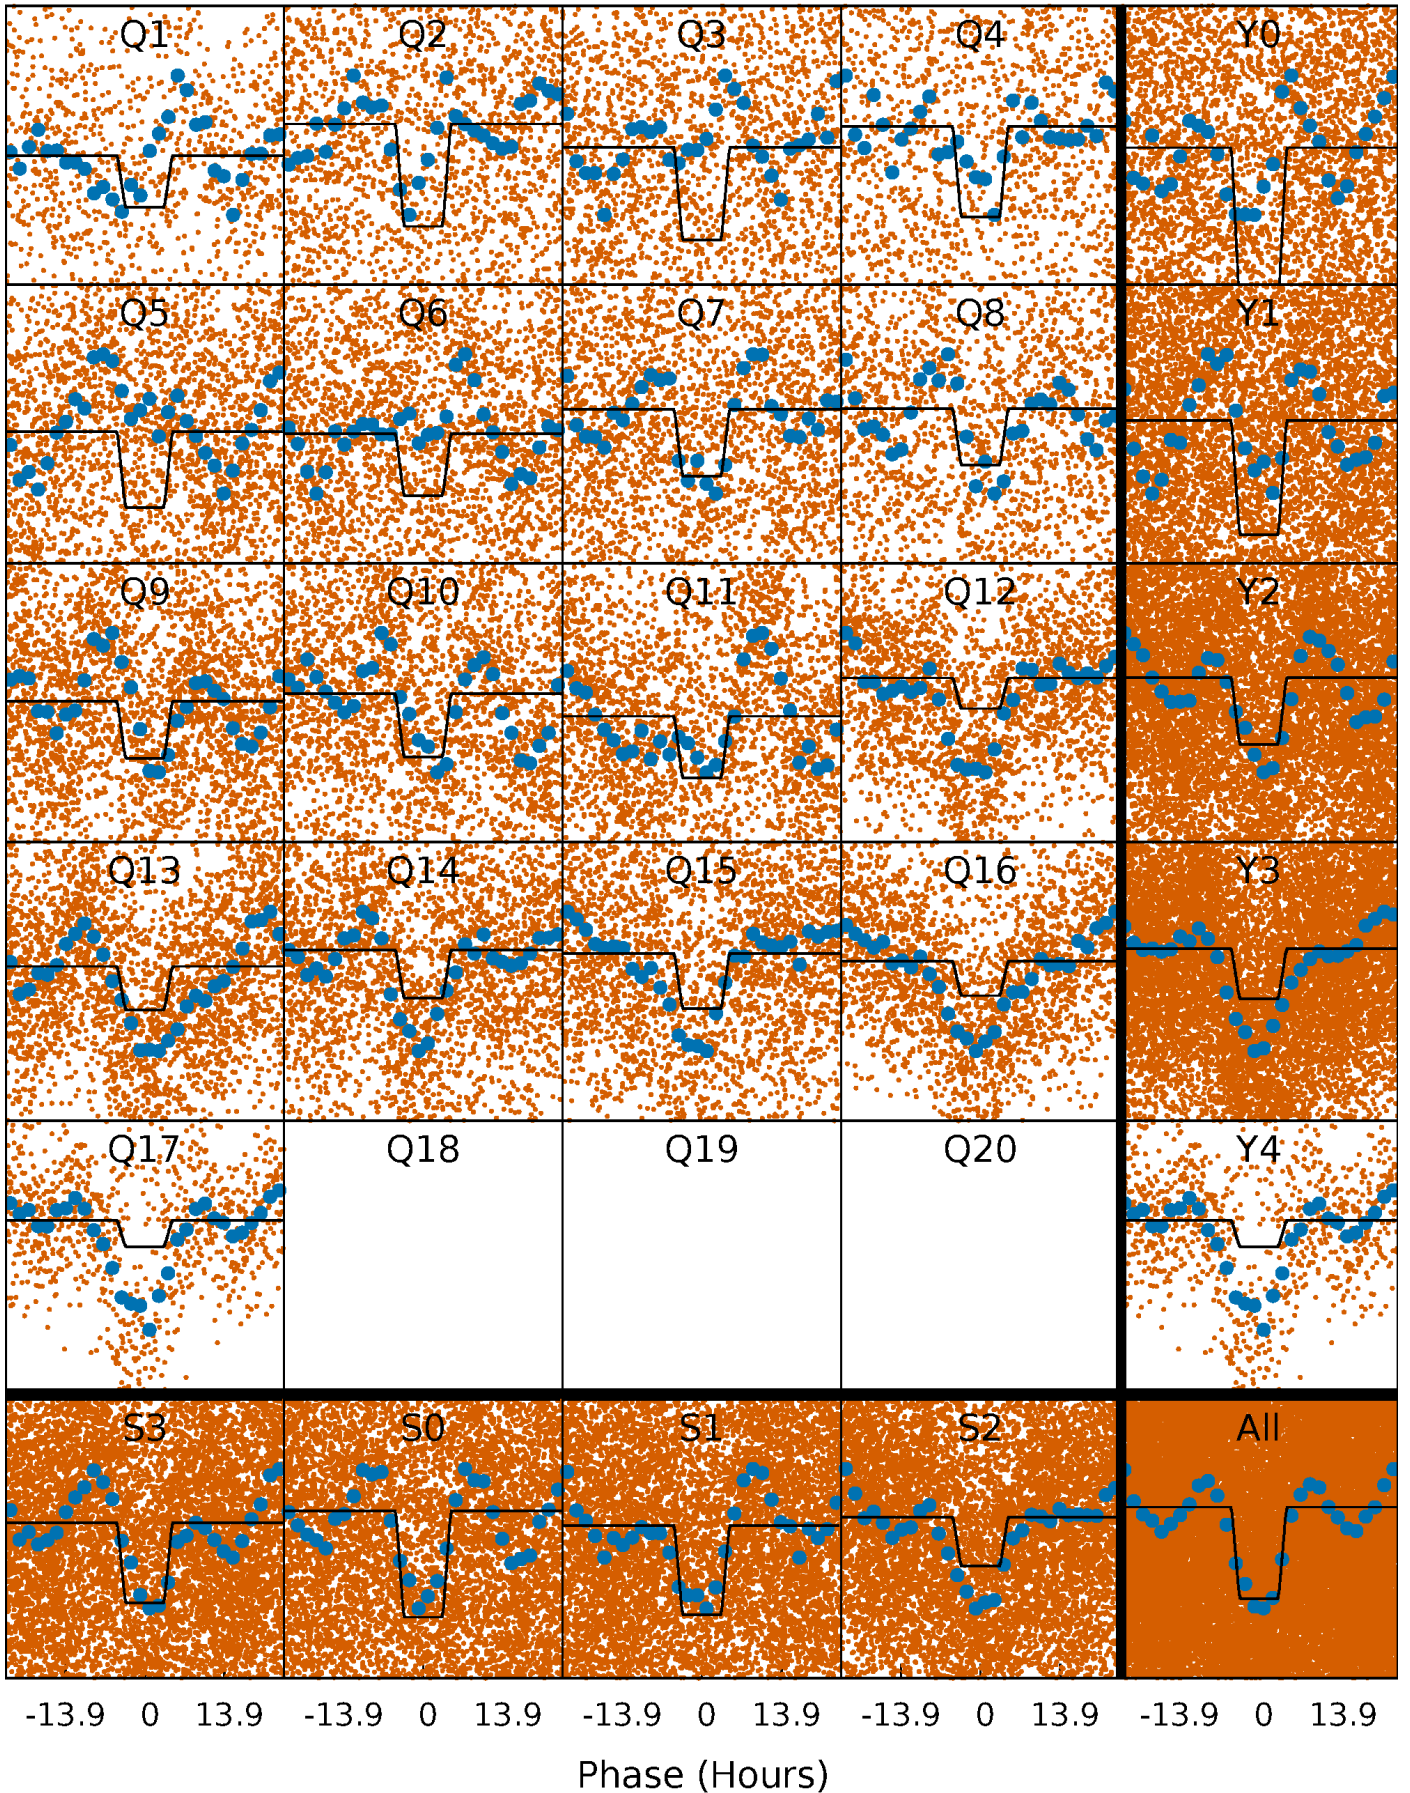 Q1 Q2 Q3 Q4 Y0
Q5 Q6 Q7 Q8 Y1
Q9 Q10 Q11 Q12 Y2
Q13 Q14 Q15 Q16 Y3
Q17 Q18 Q19 Q20 Y4
S3 S0 S1 S2 All
-13.9 0 13.9 -13.9 0 13.9 -13.9 0 13.9 -13.9 0 13.9 -13.9 0 13.9
Phase (Hours)